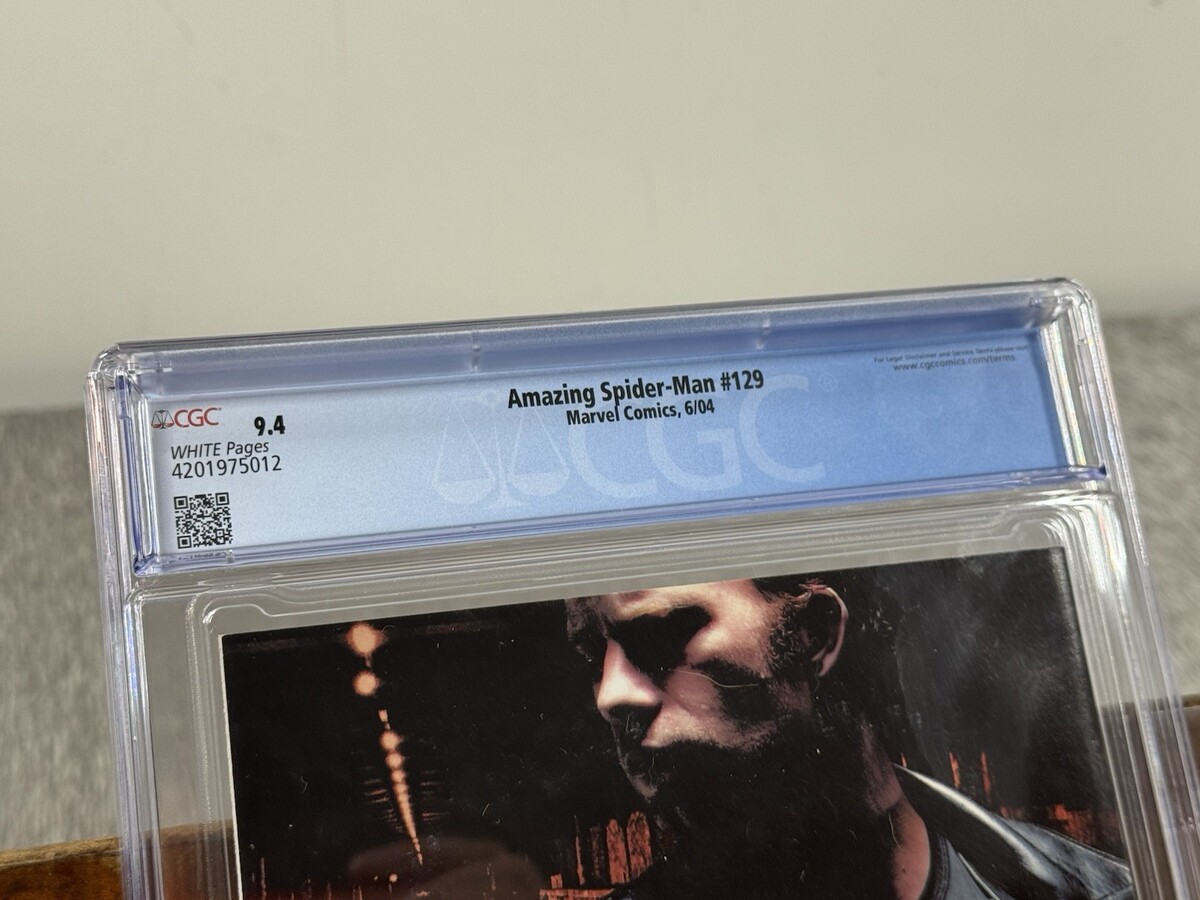 CGC
9.4
WHITE Pages
4201975012
Amazing Spider-Man #129
Marvel Comics, 6/04
CGC
For Legal Disclaimer and Service Terms please visit
www.cgccomics.com/terms